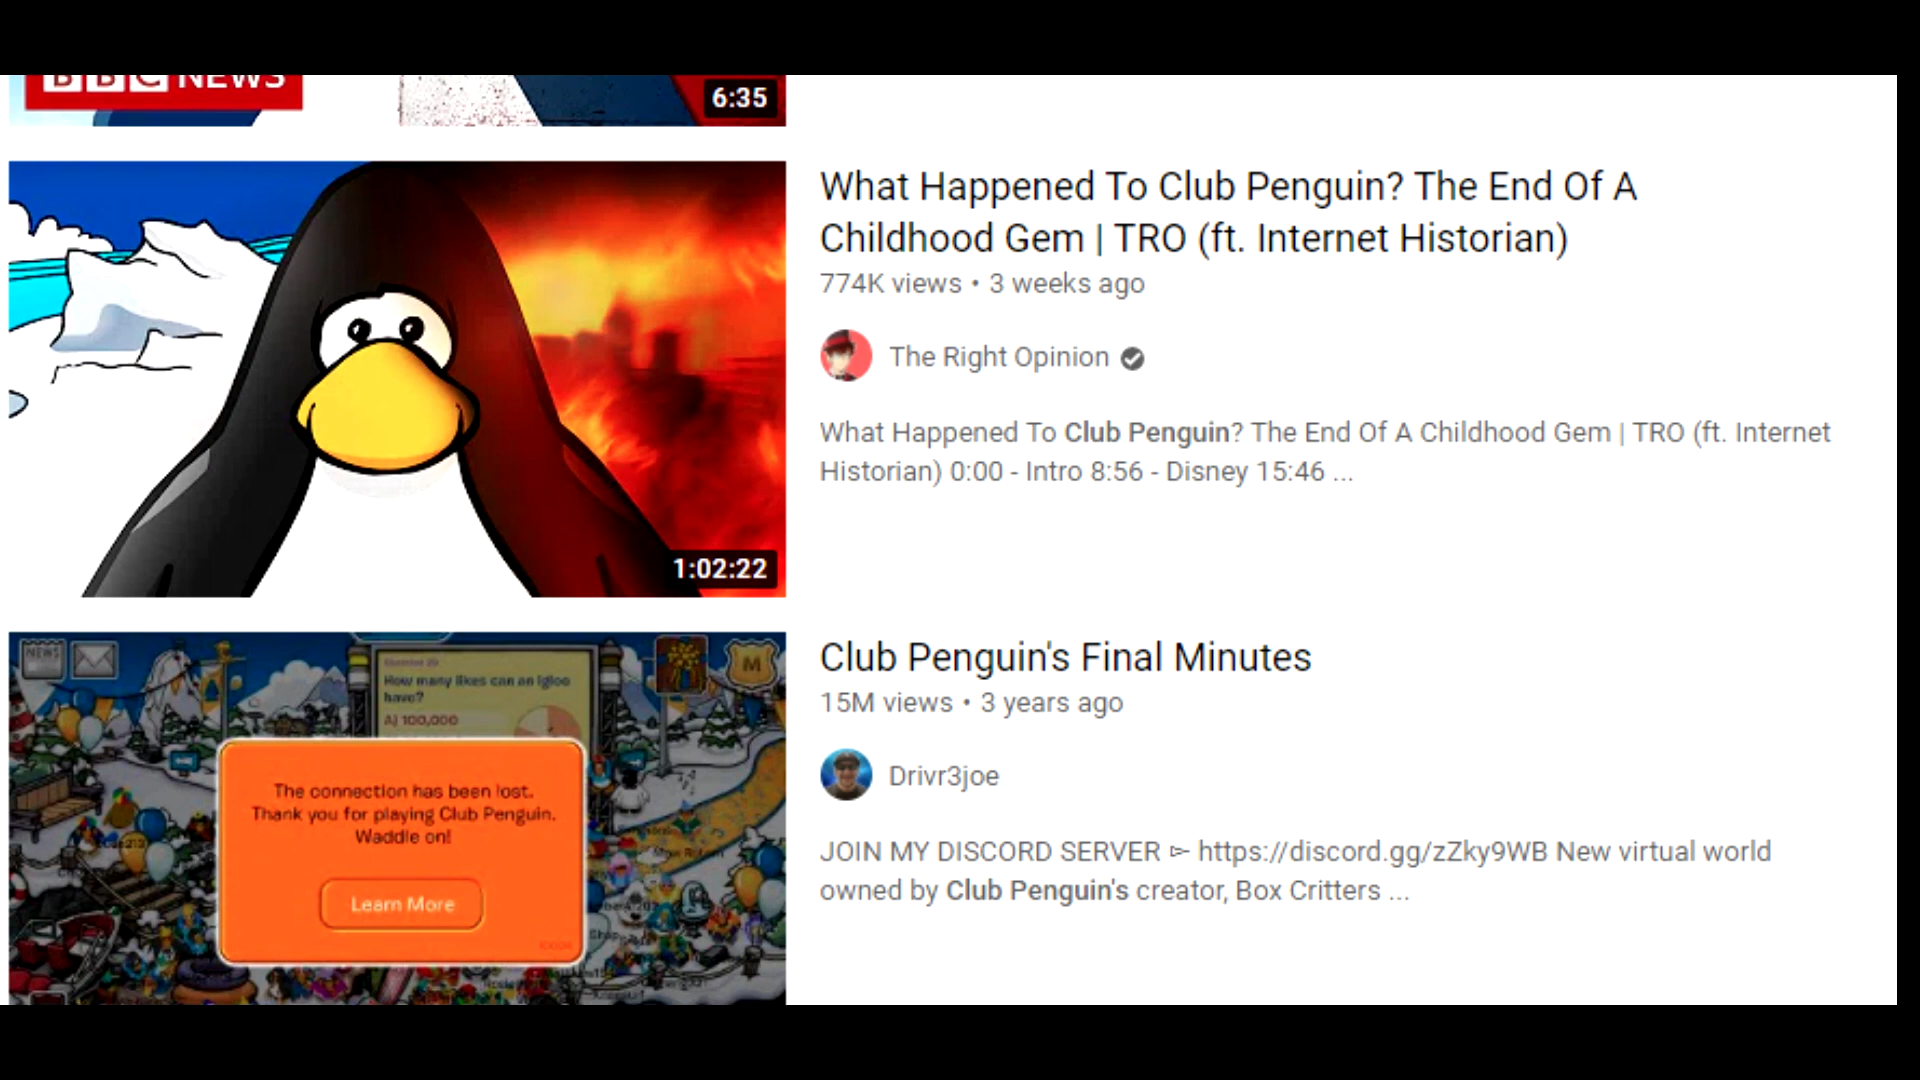 BBC NEWS
6:35
What Happened To Club Penguin? The End Of A
Childhood Gem | TRO (ft. Internet Historian)
774K views • 3 weeks ago
The Right Opinion
What Happened To Club Penguin? The End Of A Childhood Gem | TRO (ft. Internet
Historian) 0:00 - Intro 8:56 - Disney 15:46 ...
1:02:22
NEWS
Question 20
How many likes can an igloo
have?
A) 100,000
M
The connection has been lost.
Thank you for playing Club Penguin.
Waddle on!
Learn More
Club Penguin's Final Minutes
15M views • 3 years ago
Drivr3joe
JOIN MY DISCORD SERVER ⊳ https://discord.gg/zZky9WB New virtual world
owned by Club Penguin's creator, Box Critters ...